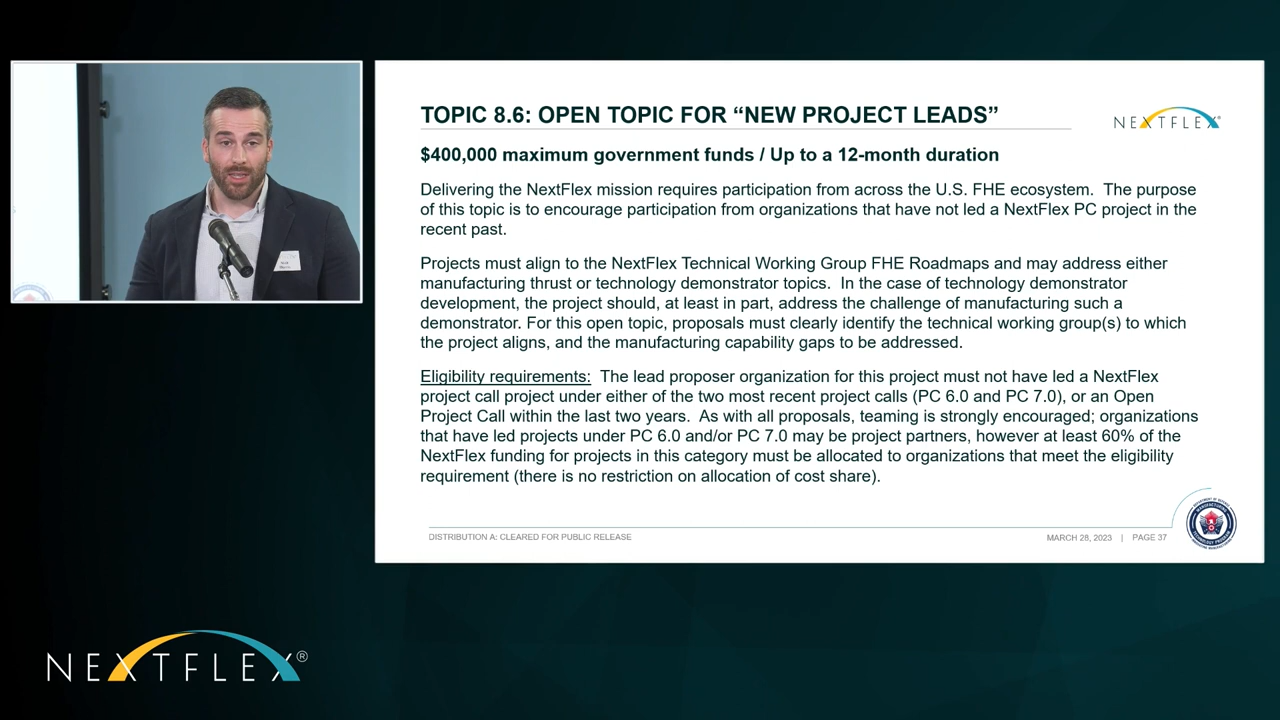 TOPIC 8.6: OPEN TOPIC FOR “NEW PROJECT LEADS”
NEXTFLEX®
$400,000 maximum government funds / Up to a 12-month duration
Delivering the NextFlex mission requires participation from across the U.S. FHE ecosystem. The purpose
of this topic is to encourage participation from organizations that have not led a NextFlex PC project in the
recent past.
Projects must align to the NextFlex Technical Working Group FHE Roadmaps and may address either
manufacturing thrust or technology demonstrator topics. In the case of technology demonstrator
development, the project should, at least in part, address the challenge of manufacturing such a
demonstrator. For this open topic, proposals must clearly identify the technical working group(s) to which
the project aligns, and the manufacturing capability gaps to be addressed.
Eligibility requirements: The lead proposer organization for this project must not have led a NextFlex
project call project under either of the two most recent project calls (PC 6.0 and PC 7.0), or an Open
Project Call within the last two years. As with all proposals, teaming is strongly encouraged; organizations
that have led projects under PC 6.0 and/or PC 7.0 may be project partners, however at least 60% of the
NextFlex funding for projects in this category must be allocated to organizations that meet the eligibility
requirement (there is no restriction on allocation of cost share).
DISTRIBUTION A: CLEARED FOR PUBLIC RELEASE
MARCH 28, 2023 | PAGE 37
NEXTFLEX®